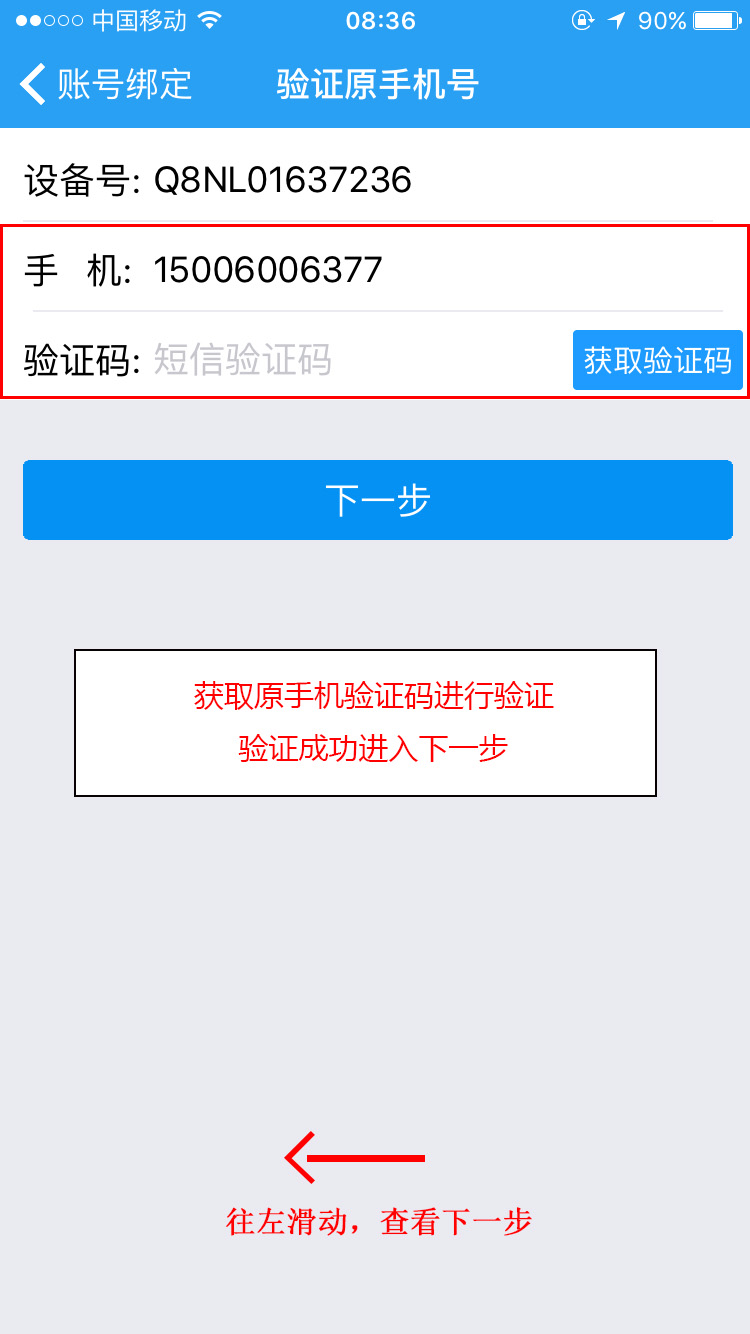 中国移动 08:36 90%
账号绑定 验证原手机号
设备号: Q8NL01637236
手 机: 15006006377
验证码: 短信验证码 获取验证码
下一步
获取原手机验证码进行验证
验证成功进入下一步
往左滑动，查看下一步